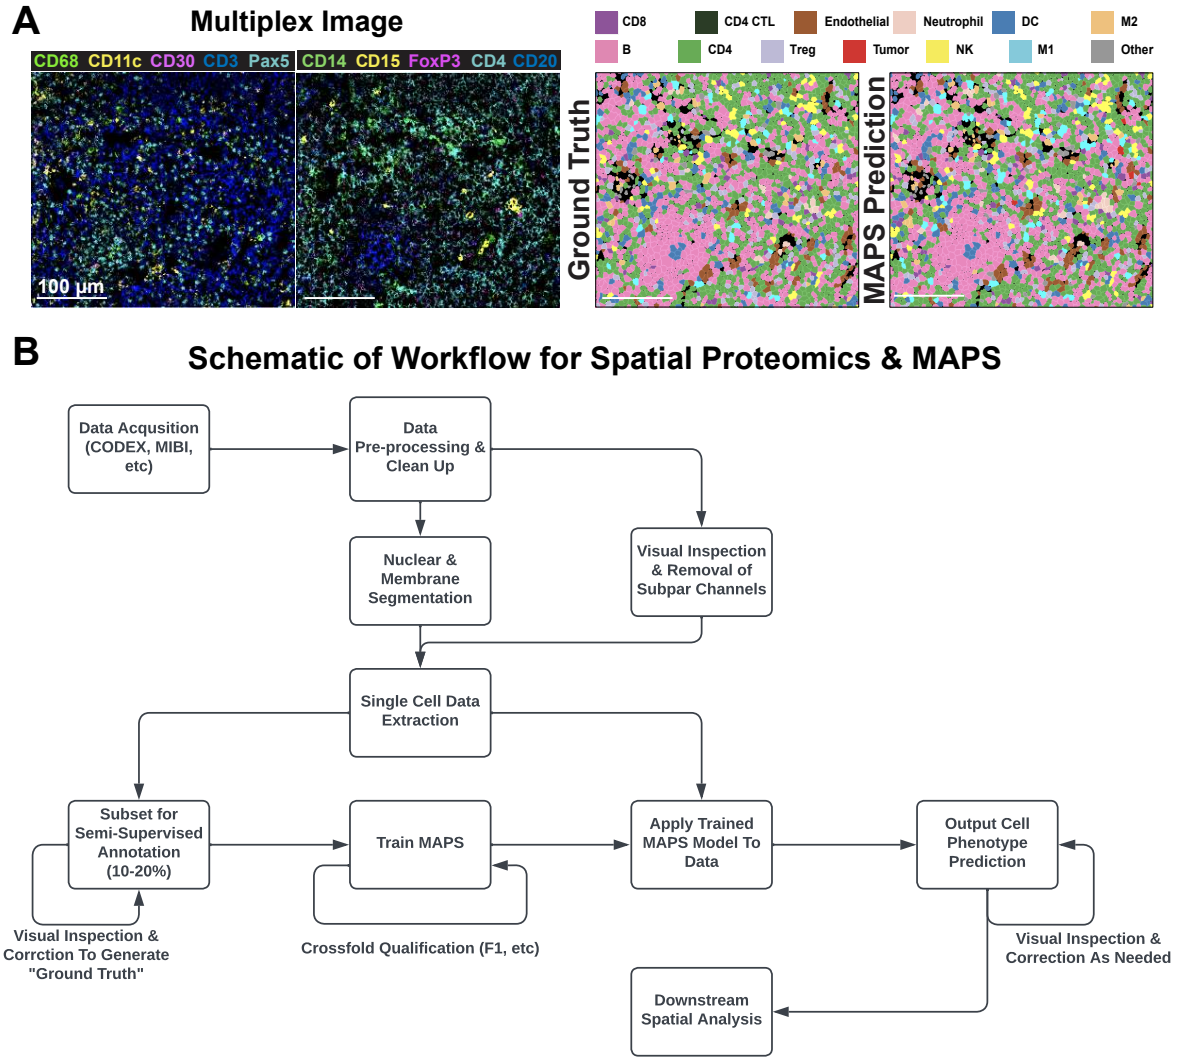 A
Multiplex Image
CD68 CD11c CD30 CD3 Pax5
CD14 CD15 FoxP3 CD4 CD20
100 µm
CD8
CD4 CTL
Endothelial
Neutrophil
DC
M2
B
CD4
Treg
Tumor
NK
M1
Other
Ground Truth
MAPS Prediction
B
Schematic of Workflow for Spatial Proteomics & MAPS
Data Acqusition
(CODEX, MIBI,
etc)
Data
Pre-processing &
Clean Up
Nuclear &
Membrane
Segmentation
Visual Inspection
& Removal of
Subpar Channels
Single Cell Data
Extraction
Subset for
Semi-Supervised
Annotation
(10-20%)
Train MAPS
Apply Trained
MAPS Model To
Data
Output Cell
Phenotype
Prediction
Visual Inspection &
Corrction To Generate
"Ground Truth"
Crossfold Qualification (F1, etc)
Visual Inspection &
Correction As Needed
Downstream
Spatial Analysis